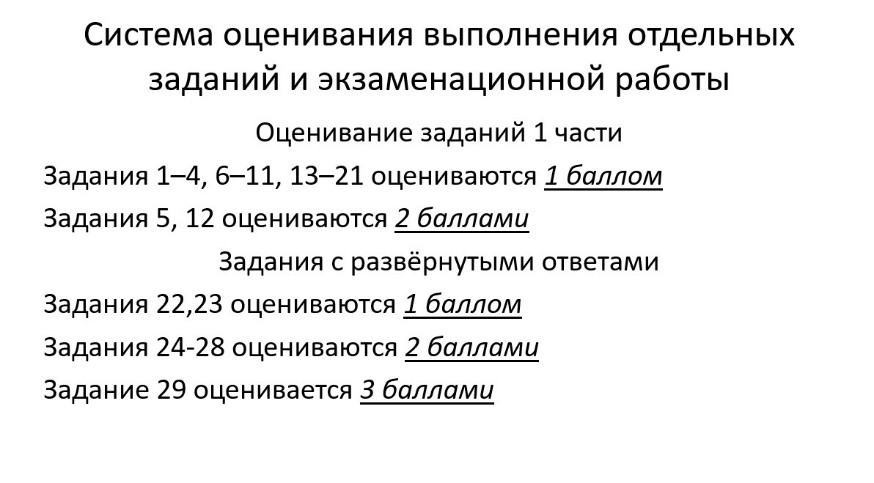 Система оценивания выполнения отдельных
заданий и экзаменационной работы
Оценивание заданий 1 части
Задания 1–4, 6–11, 13–21 оцениваются 1 баллом
Задания 5, 12 оцениваются 2 баллами
Задания с развёрнутыми ответами
Задания 22,23 оцениваются 1 баллом
Задания 24-28 оцениваются 2 баллами
Задание 29 оценивается 3 баллами